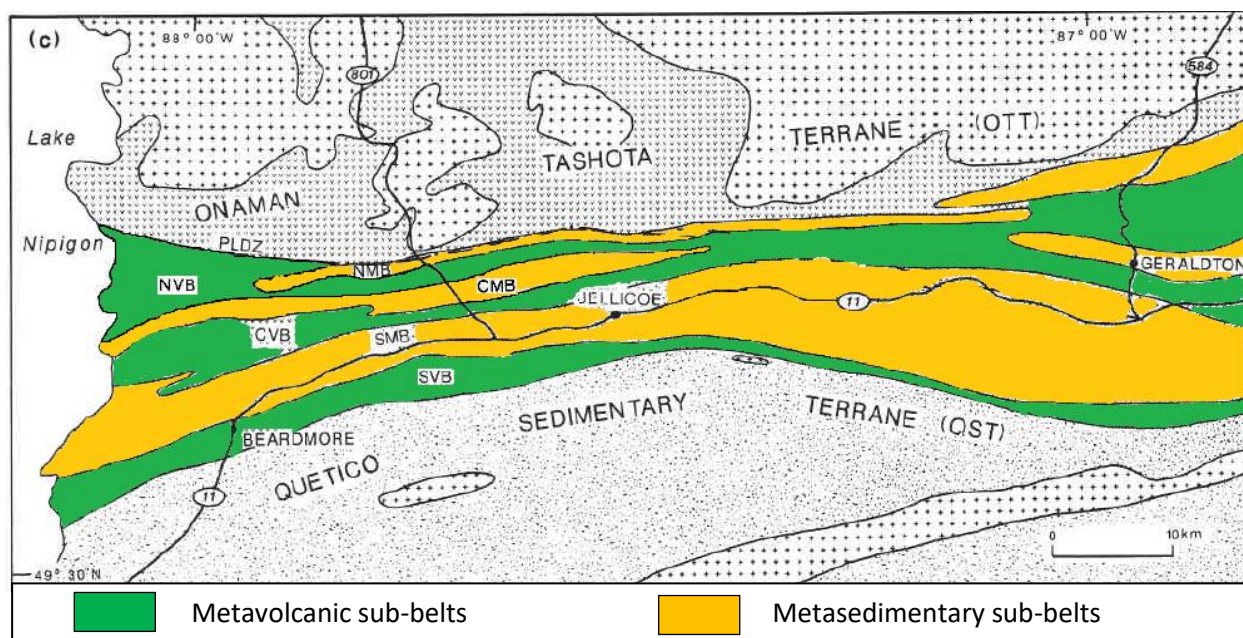 (c)
88° 00' W
87° 00' W
801
584
Lake
TERRANE (OTT)
TASHOTA
ONAMAN
Nipigon
PLDZ
NMB
NVB
GERALDTON
CMB
JELLICOE
11
CVB
SMB
SVB
SEDIMENTARY
TERRANE (QST)
BEARDMORE
QUETICO
11
0 10km
49° 30' N
Metavolcanic sub-belts
Metasedimentary sub-belts